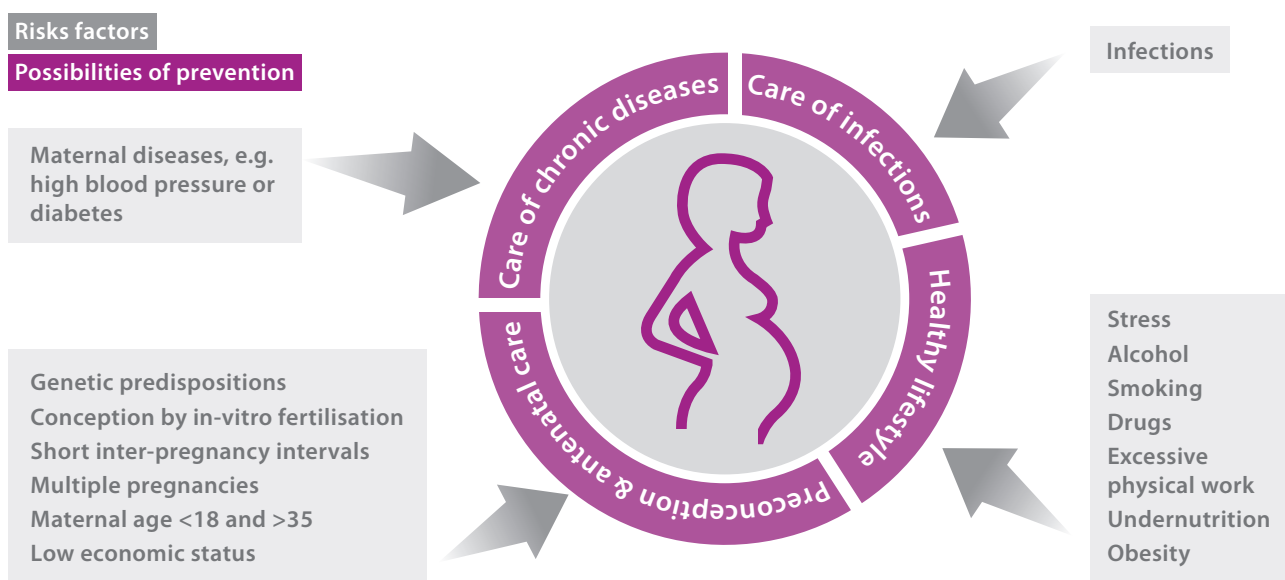 Risks factors
Possibilities of prevention
Maternal diseases, e.g.
high blood pressure or
diabetes
Genetic predispositions
Conception by in-vitro fertilisation
Short inter-pregnancy intervals
Multiple pregnancies
Maternal age <18 and >35
Low economic status
Care of chronic diseases
Care of infections
Healthy lifestyle
Preconception & antenatal care
Infections
Stress
Alcohol
Smoking
Drugs
Excessive
physical work
Undernutrition
Obesity